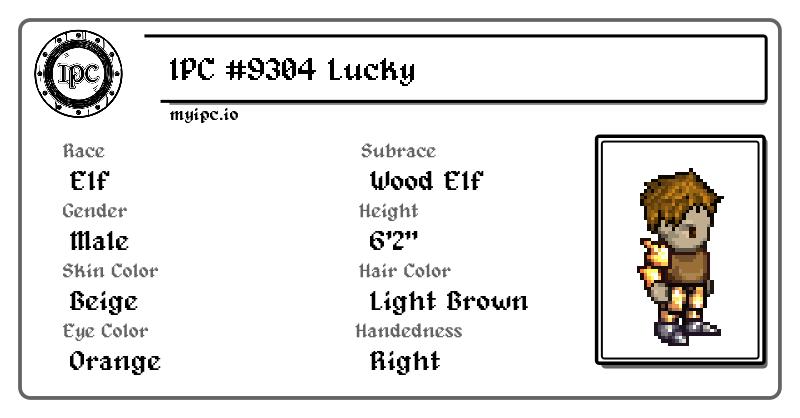 IPC
IPC #9304 Lucky
myipc.io
Race
Subrace
Elf
Wood Elf
Gender
Height
Male
6'2"
Skin Color
Hair Color
Beige
Light Brown
Eye Color
Handedness
Orange
Right